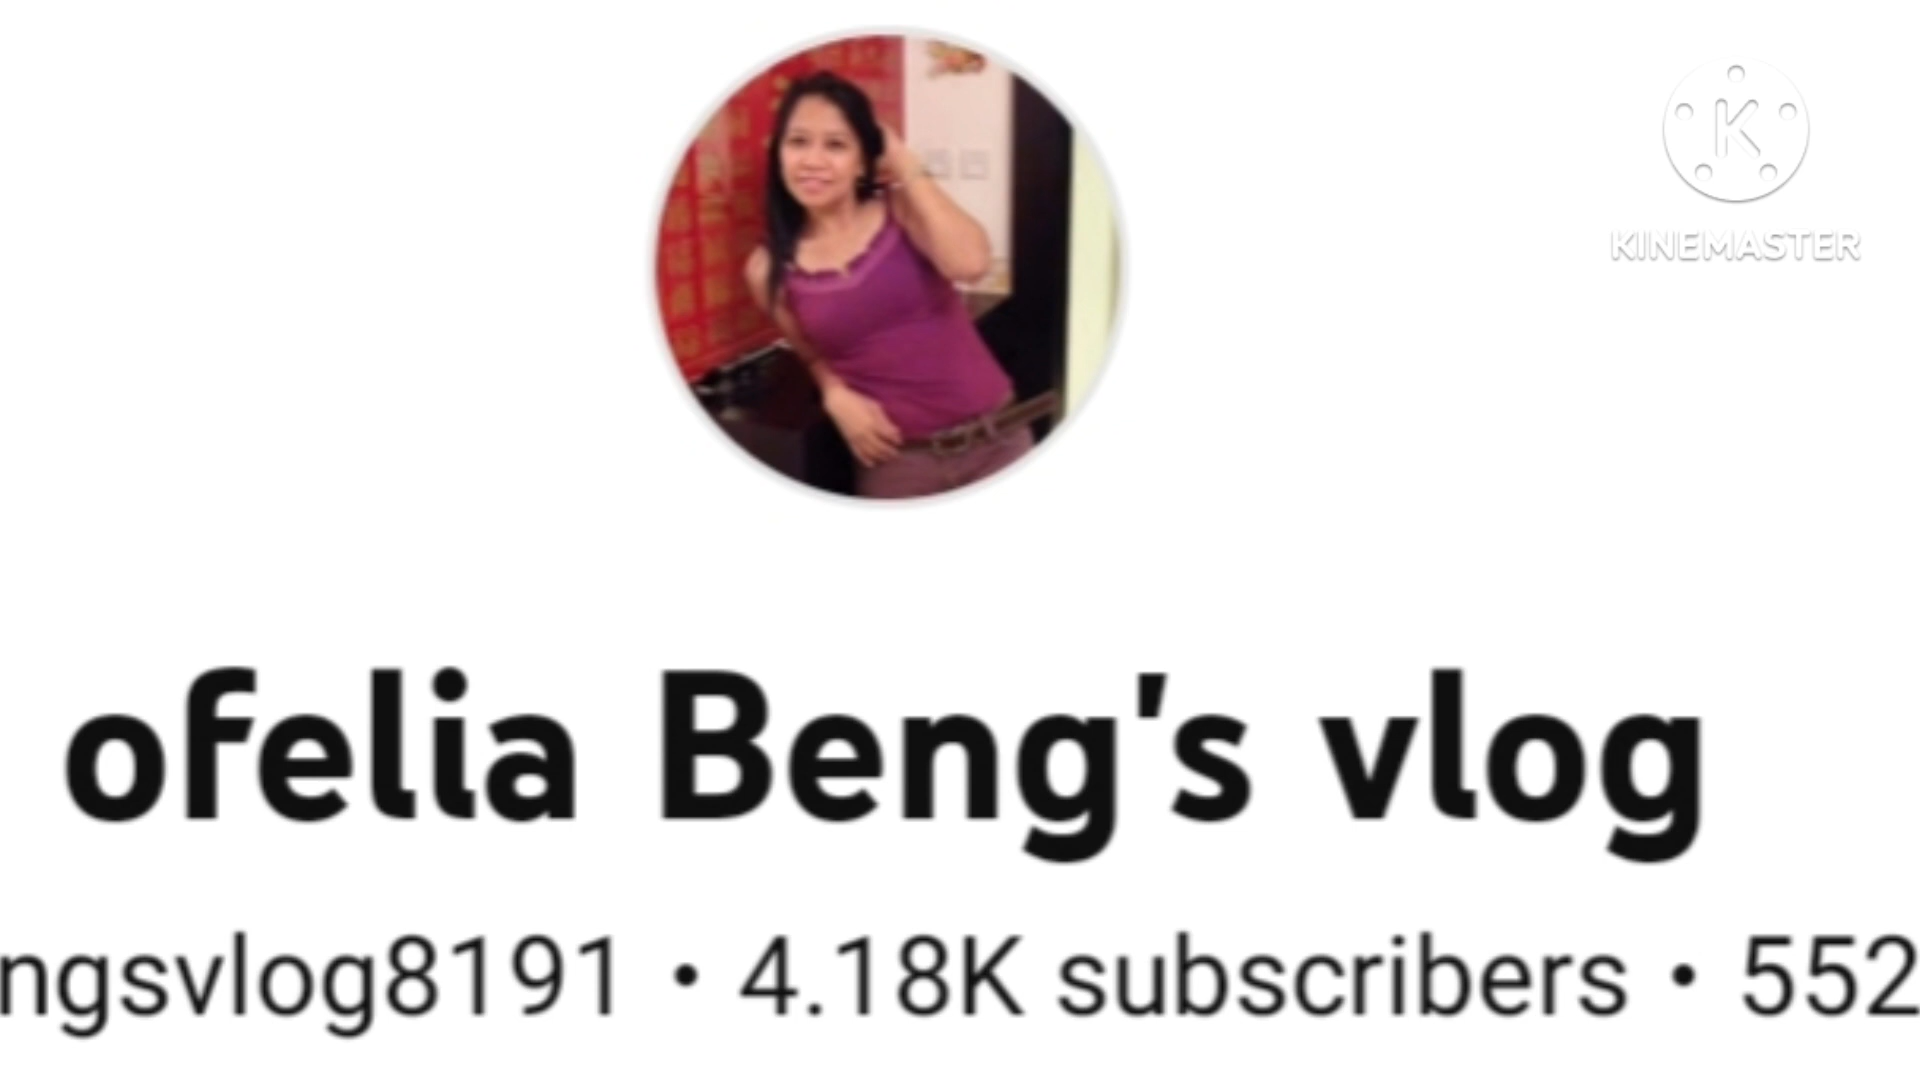 K
KINEMASTER
ofelia Beng's vlog
ngsvlog8191 • 4.18K subscribers • 552